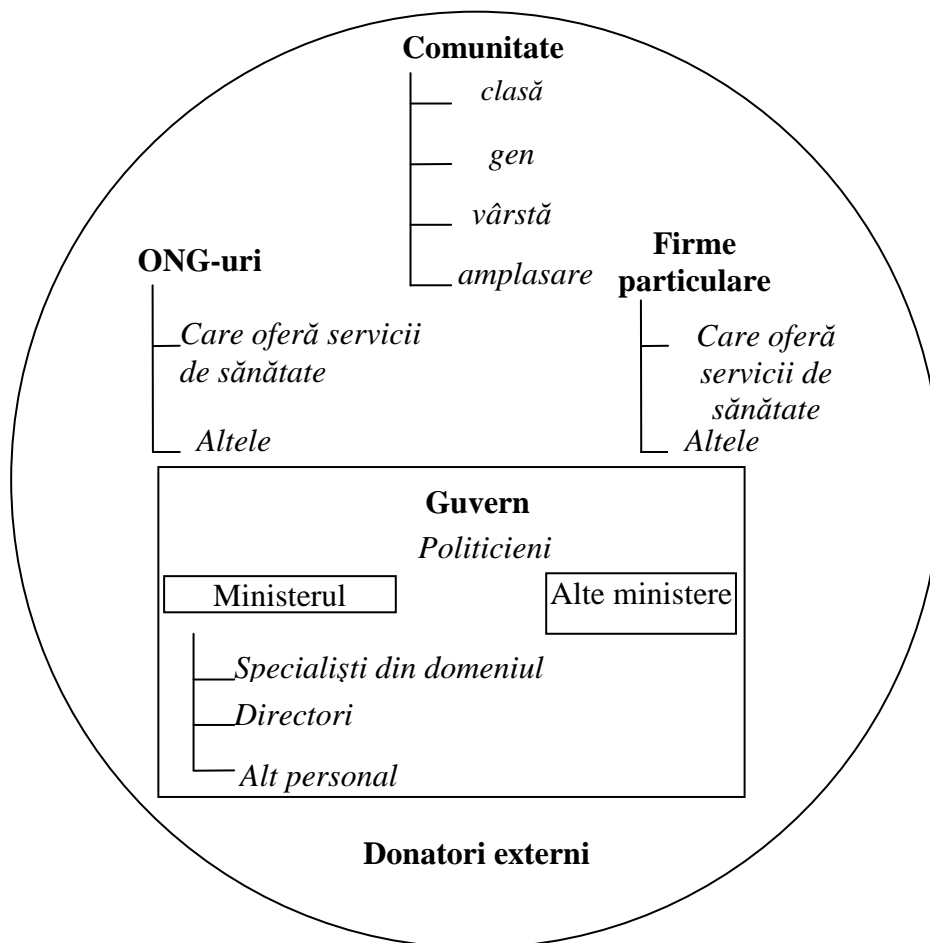 Comunitate
clasă
gen
vârstă
amplasare
ONG-uri
Care oferă servicii
de sănătate
Altele
Firme
particulare
Care oferă
servicii de
sănătate
Altele
Guvern
Politicieni
Ministerul
Alte ministere
Specialişti din domeniul
Directori
Alt personal
Donatori externi